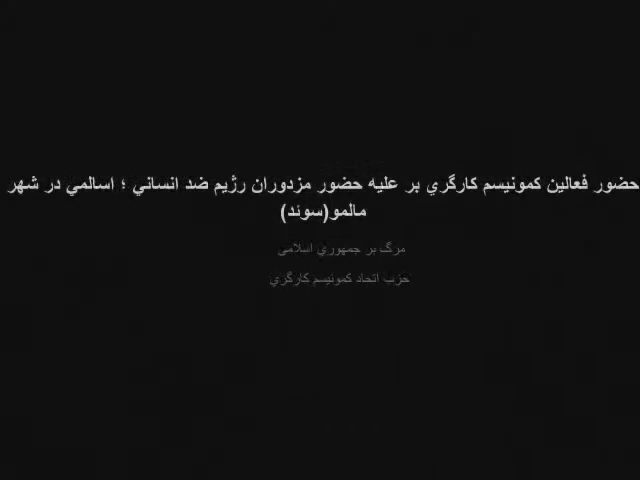 حضور فعالين كمونيسم كارگري بر عليه حضور مزدوران رژيم ضد انساني ؛ اسالمي در شهر
مالمو(سوئد)
مرگ بر جمهوري اسلامى
حزب اتحاد كمونيسم كارگري